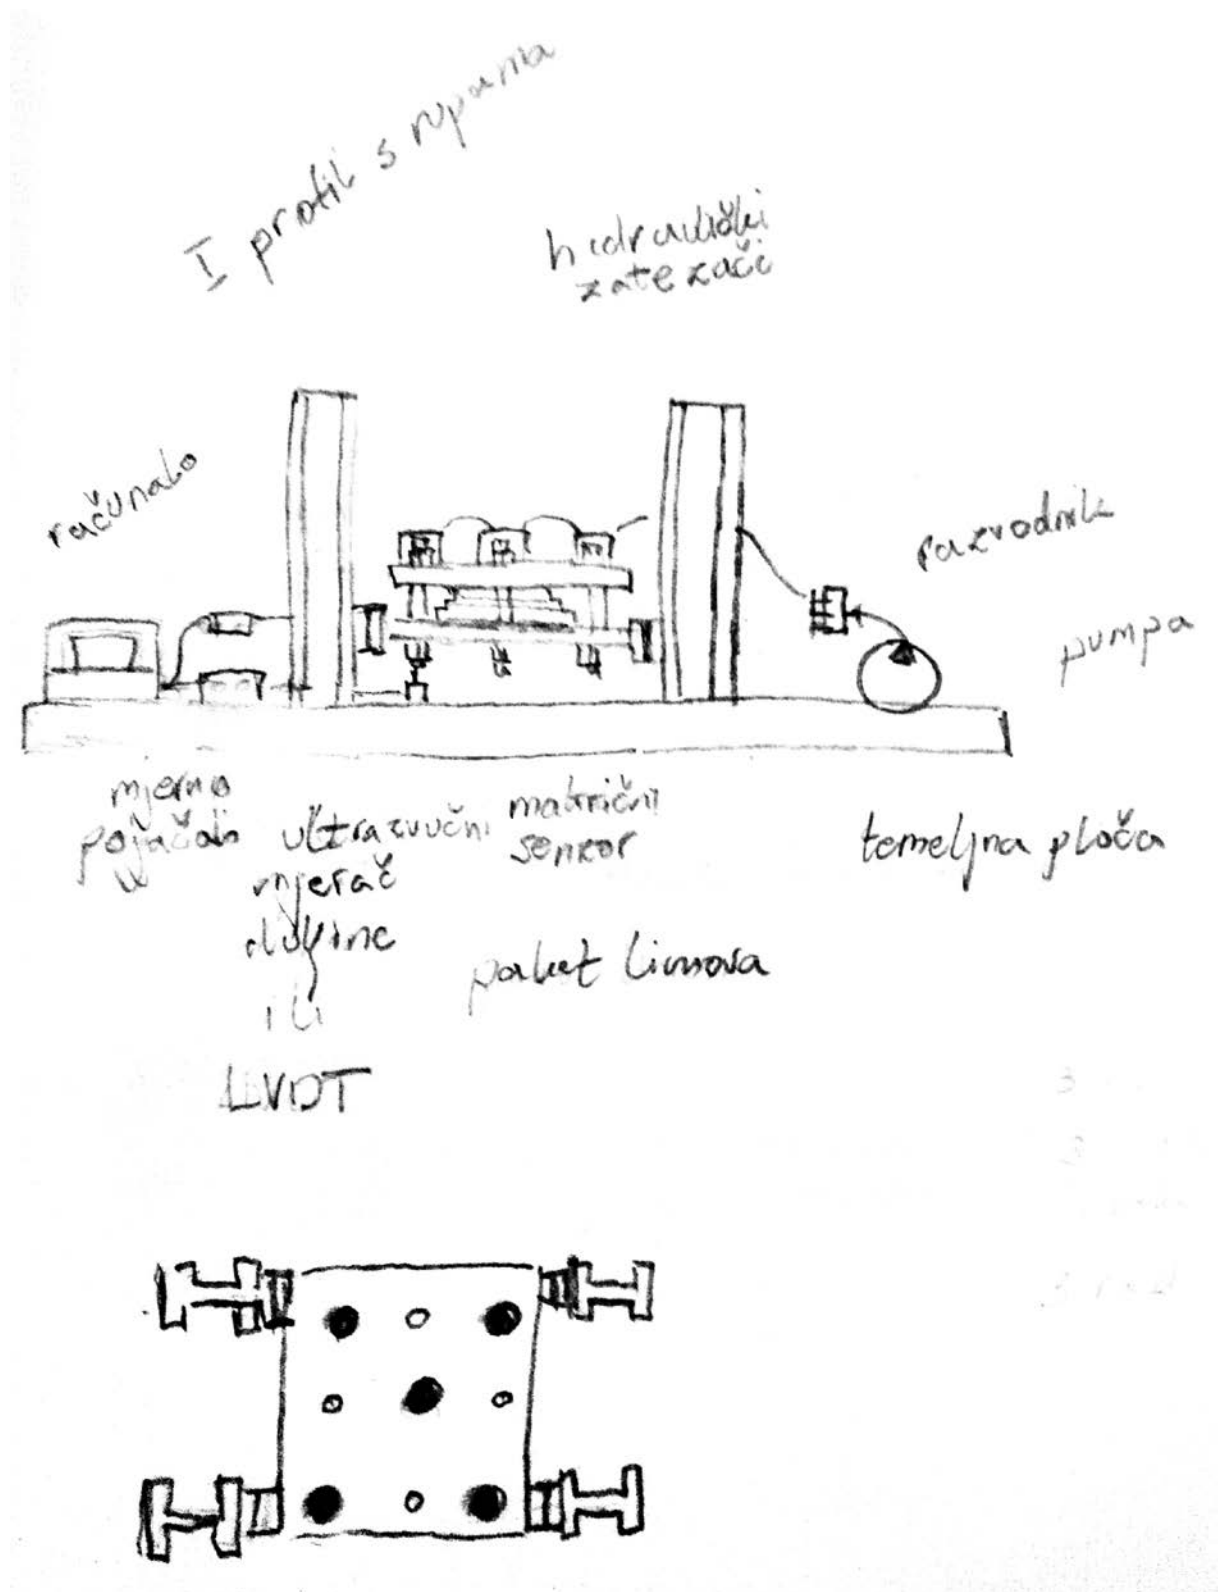 I profil s rupama
hidraulički
zatezači
računalo
razvodnik
pumpa
mjerno
pojačalo
ultrazvučni
mjerač
duljine
ili
LVDT
matrični
senzor
paket limova
temeljna ploča